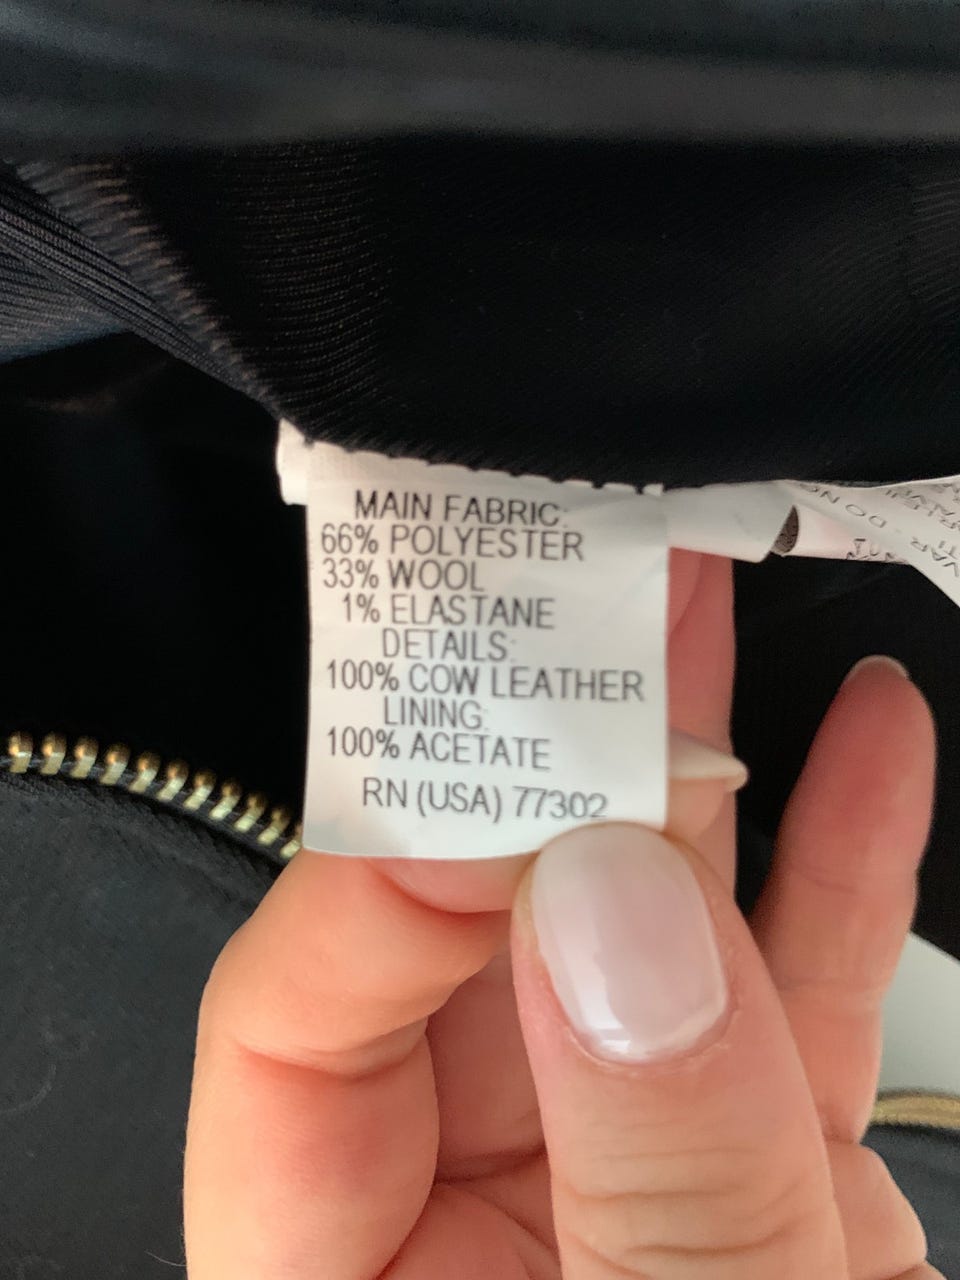 MAIN FABRIC:
66% POLYESTER
33% WOOL
1% ELASTANE
DETAILS:
100% COW LEATHER
LINING:
100% ACETATE
RN (USA) 77302